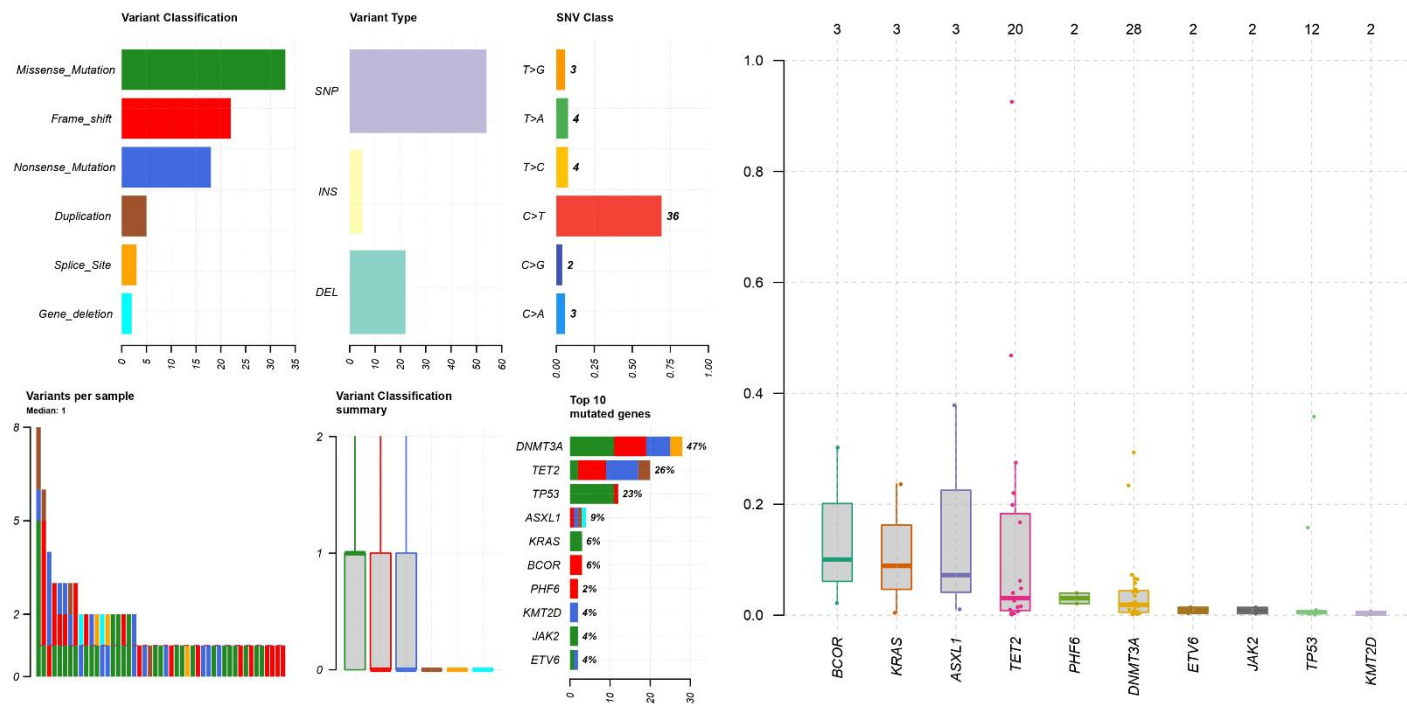 Variant Classification
Missense_Mutation
Frame_shift
Nonsense_Mutation
Duplication
Splice_Site
Gene_deletion
0 5 10 15 20 25 30 35
Variant Type
SNP
INS
DEL
0 10 20 30 40 50 60
SNV Class
T>G 3
T>A 4
T>C 4
C>T 36
C>G 2
C>A 3
0.00 0.25 0.50 0.75 1.00
Variants per sample
Median: 1
8
5
2
0
Variant Classification
summary
2
1
0
Top 10
mutated genes
DNMT3A 47%
TET2 26%
TP53 23%
ASXL1 9%
KRAS 6%
BCOR 6%
PHF6 2%
KMT2D 4%
JAK2 4%
ETV6 4%
0 10 20 30
3 3 3 20 2 28 2 2 12 2
1.0
0.8
0.6
0.4
0.2
0.0
BCOR KRAS ASXL1 TET2 PHF6 DNMT3A ETV6 JAK2 TP53 KMT2D